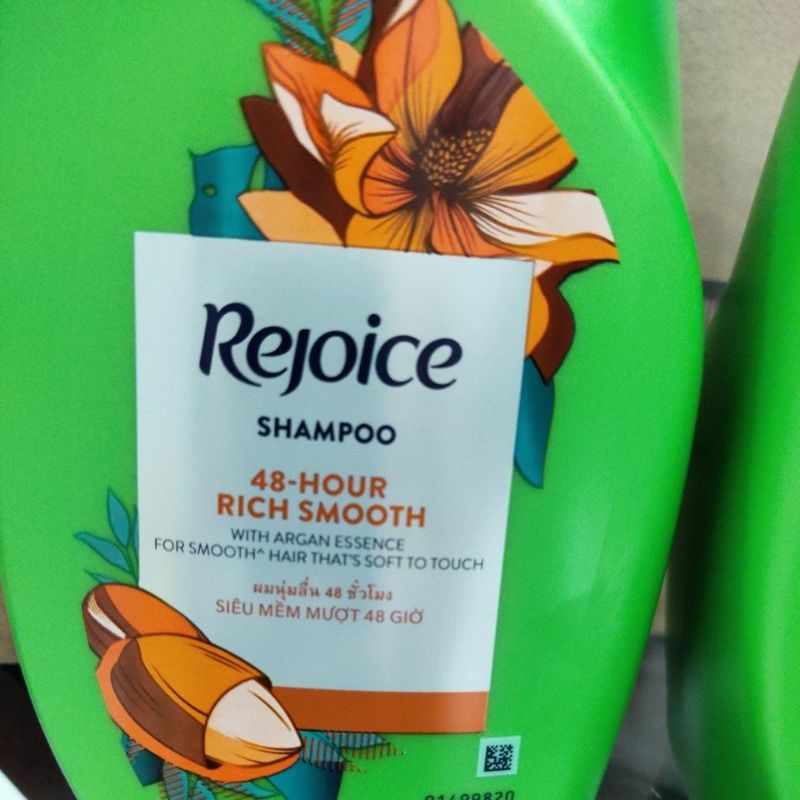 Rejoice
SHAMPOO
48-HOUR
RICH SMOOTH
WITH ARGAN ESSENCE
FOR SMOOTH^ HAIR THAT'S SOFT TO TOUCH
ผมนุ่มลื่น 48 ชั่วโมง
SIÊU MỀM MƯỢT 48 GIỜ
91499820